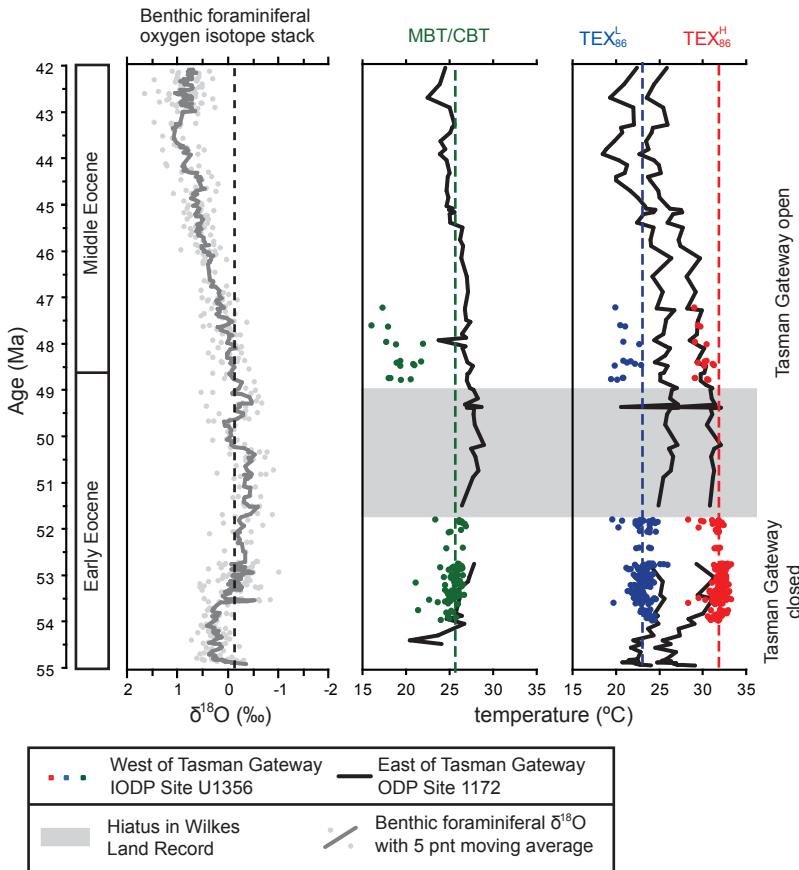 Benthic foraminiferal
oxygen isotope stack
MBT/CBT
TEX₈₆ᴸ
TEX₈₆ᴴ
Age (Ma)
42
43
44
45
46
47
48
49
50
51
52
53
54
55
Middle Eocene
Early Eocene
Tasman Gateway open
Tasman Gateway
closed
2 1 0 -1 -2
15 20 25 30 35
15 20 25 30 35
δ¹⁸O (‰)
temperature (ºC)
West of Tasman Gateway
IODP Site U1356
East of Tasman Gateway
ODP Site 1172
Hiatus in Wilkes
Land Record
Benthic foraminiferal δ¹⁸O
with 5 pnt moving average